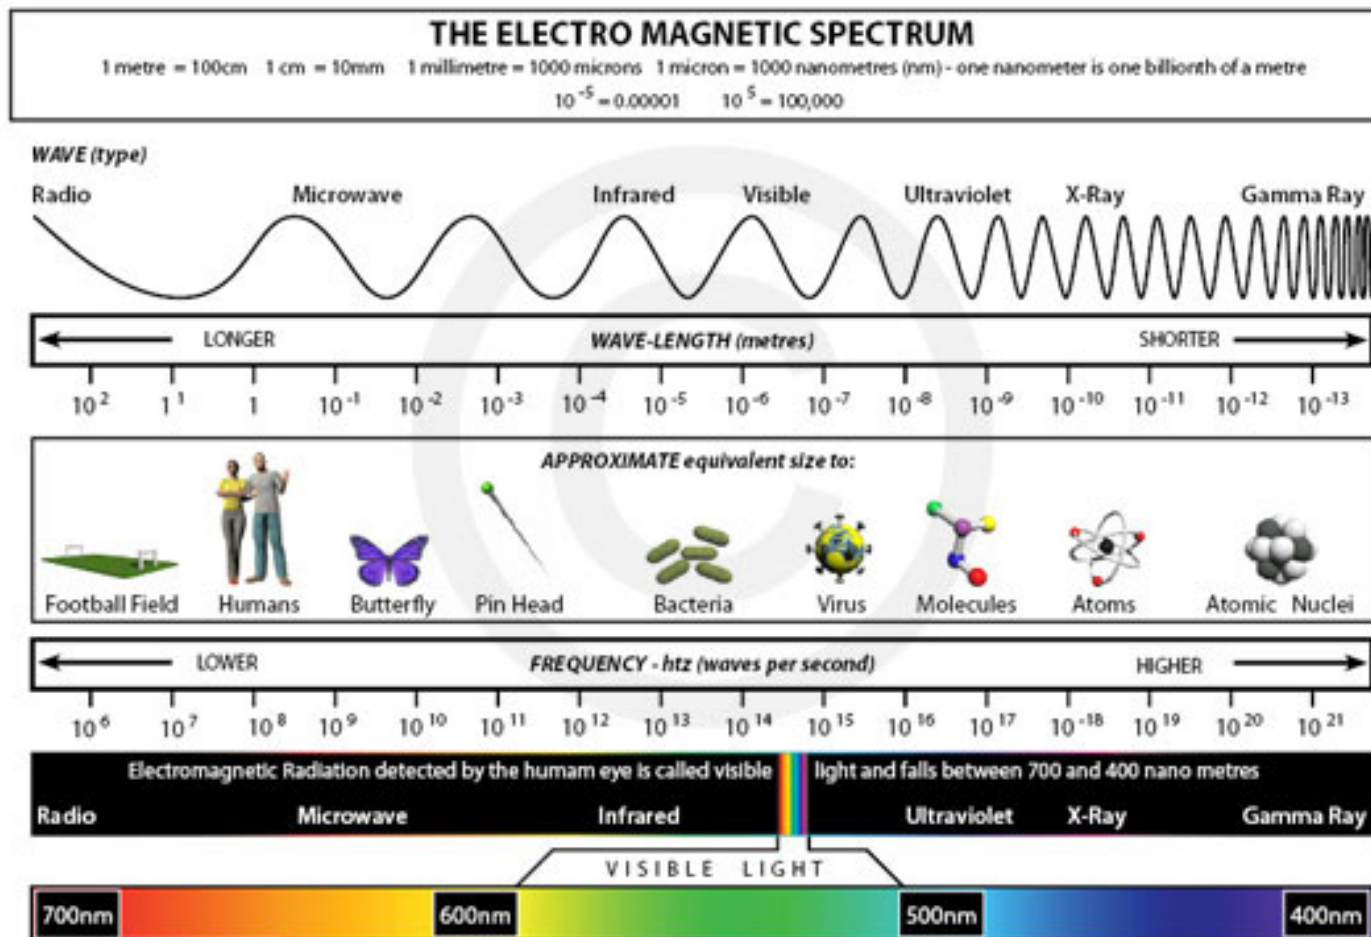 THE ELECTRO MAGNETIC SPECTRUM
1 metre = 100cm 1 cm = 10mm 1 millimetre = 1000 microns 1 micron = 1000 nanometres (nm) - one nanometer is one billionth of a metre
10⁻⁵ = 0.00001 10⁵ = 100,000
WAVE (type)
Radio Microwave Infrared Visible Ultraviolet X-Ray Gamma Ray
LONGER WAVE-LENGTH (metres) SHORTER
10² 1¹ 1 10⁻¹ 10⁻² 10⁻³ 10⁻⁴ 10⁻⁵ 10⁻⁶ 10⁻⁷ 10⁻⁸ 10⁻⁹ 10⁻¹⁰ 10⁻¹¹ 10⁻¹² 10⁻¹³
APPROXIMATE equivalent size to:
Football Field Humans Butterfly Pin Head Bacteria Virus Molecules Atoms Atomic Nuclei
LOWER FREQUENCY - htz (waves per second) HIGHER
10⁶ 10⁷ 10⁸ 10⁹ 10¹⁰ 10¹¹ 10¹² 10¹³ 10¹⁴ 10¹⁵ 10¹⁶ 10¹⁷ 10⁻¹⁸ 10¹⁹ 10²⁰ 10²¹
Electromagnetic Radiation detected by the humam eye is called visible light and falls between 700 and 400 nano metres
Radio Microwave Infrared Ultraviolet X-Ray Gamma Ray
VISIBLE LIGHT
700nm 600nm 500nm 400nm